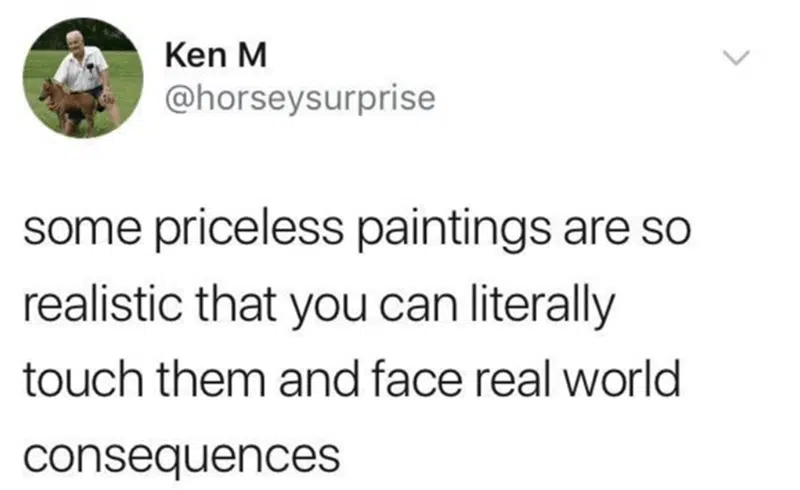 Ken M
@horseysurprise
some priceless paintings are so
realistic that you can literally
touch them and face real world
consequences